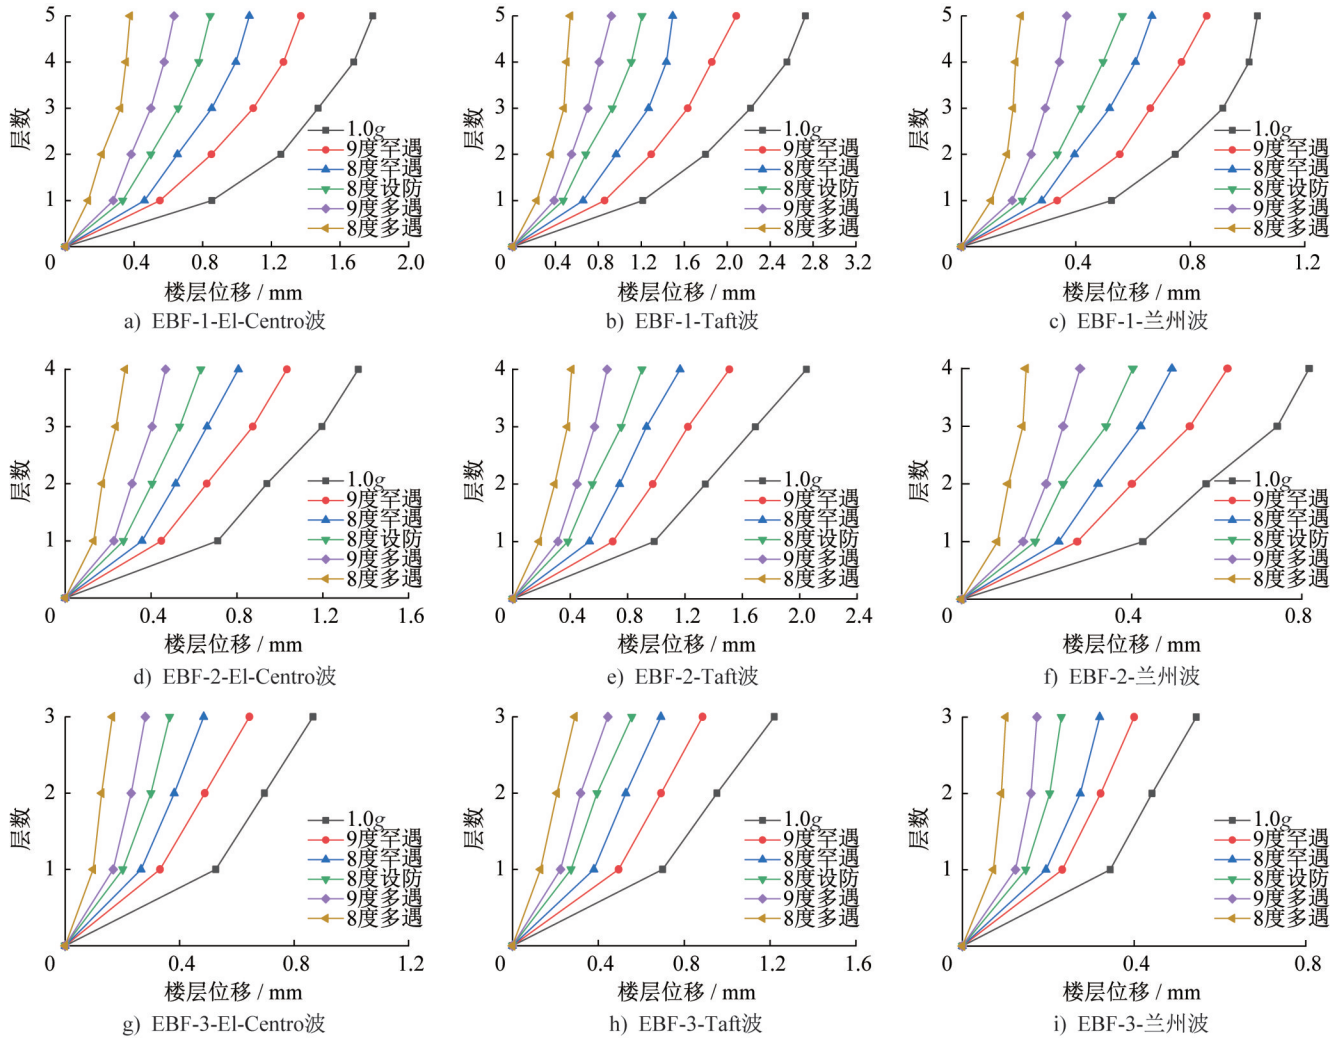 5
4
3
2
1
0
层数
1.0g
9度罕遇
8度罕遇
8度设防
9度多遇
8度多遇
0.4
0.8
1.2
1.6
2.0
楼层位移 / mm
a) EBF-1-El-Centro波
5
4
3
2
1
0
层数
1.0g
9度罕遇
8度罕遇
8度设防
9度多遇
8度多遇
0.4
0.8
1.2
1.6
2.0
2.4
2.8
3.2
楼层位移 / mm
b) EBF-1-Taft波
5
4
3
2
1
0
层数
1.0g
9度罕遇
8度罕遇
8度设防
9度多遇
8度多遇
0.4
0.8
1.2
楼层位移 / mm
c) EBF-1-兰州波
4
3
2
1
0
层数
1.0g
9度罕遇
8度罕遇
8度设防
9度多遇
8度多遇
0.4
0.8
1.2
1.6
楼层位移 / mm
d) EBF-2-El-Centro波
4
3
2
1
0
层数
1.0g
9度罕遇
8度罕遇
8度设防
9度多遇
8度多遇
0.4
0.8
1.2
1.6
2.0
2.4
楼层位移 / mm
e) EBF-2-Taft波
4
3
2
1
0
层数
1.0g
9度罕遇
8度罕遇
8度设防
9度多遇
8度多遇
0.4
0.8
楼层位移 / mm
f) EBF-2-兰州波
3
2
1
0
层数
1.0g
9度罕遇
8度罕遇
8度设防
9度多遇
8度多遇
0.4
0.8
1.2
楼层位移 / mm
g) EBF-3-El-Centro波
3
2
1
0
层数
1.0g
9度罕遇
8度罕遇
8度设防
9度多遇
8度多遇
0.4
0.8
1.2
1.6
楼层位移 / mm
h) EBF-3-Taft波
3
2
1
0
层数
1.0g
9度罕遇
8度罕遇
8度设防
9度多遇
8度多遇
0.4
0.8
楼层位移 / mm
i) EBF-3-兰州波